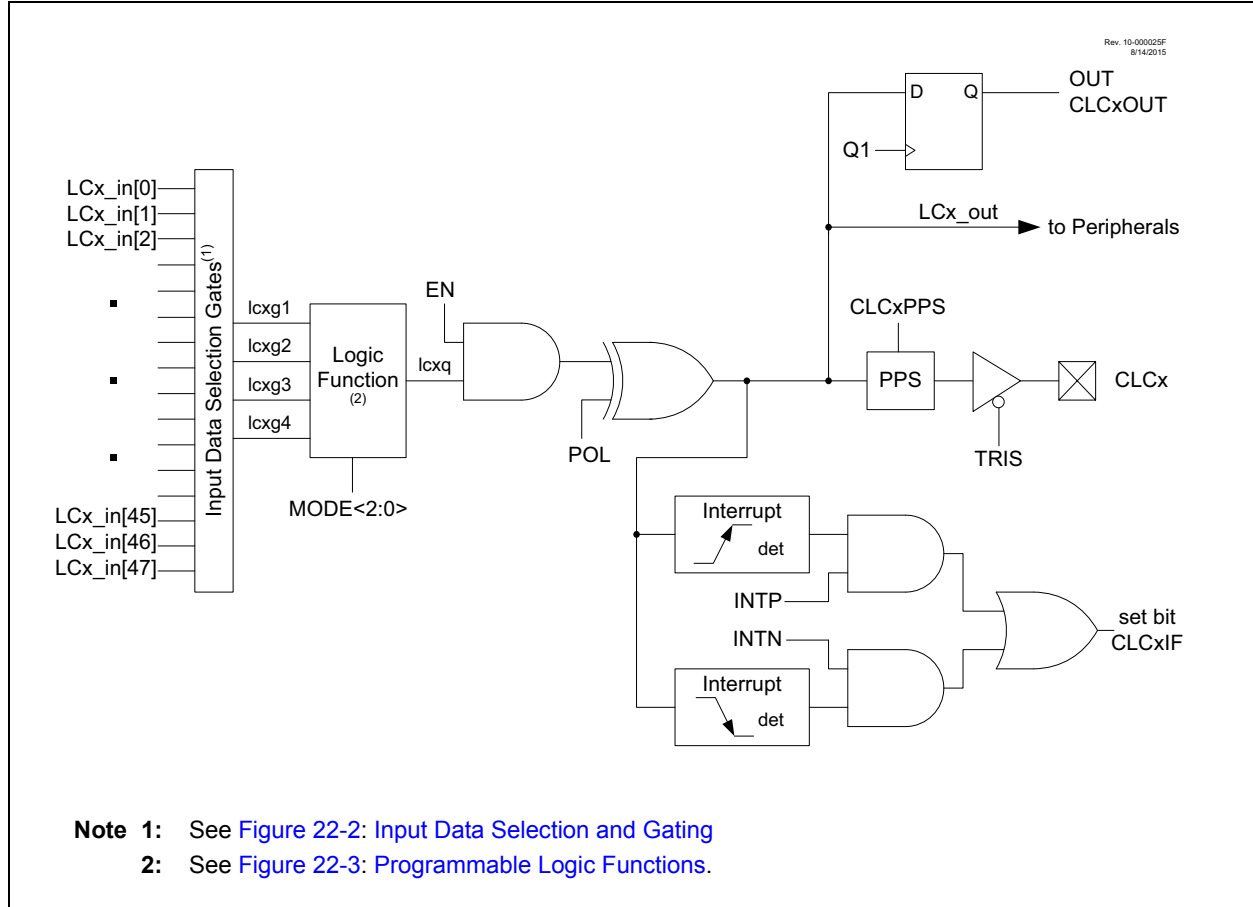 Rev. 10-000025F
8/14/2015
OUT
CLCxOUT
D
Q
Q1
LCx_out
to Peripherals
LCx_in[0]
LCx_in[1]
LCx_in[2]
LCx_in[45]
LCx_in[46]
LCx_in[47]
Input Data Selection Gates(1)
lcxg1
lcxg2
lcxg3
lcxg4
Logic
Function
(2)
MODE<2:0>
EN
lcxq
POL
CLCxPPS
PPS
CLCx
TRIS
Interrupt
det
INTP
INTN
Interrupt
det
set bit
CLCxIF
Note 1: See Figure 22-2: Input Data Selection and Gating
2: See Figure 22-3: Programmable Logic Functions.